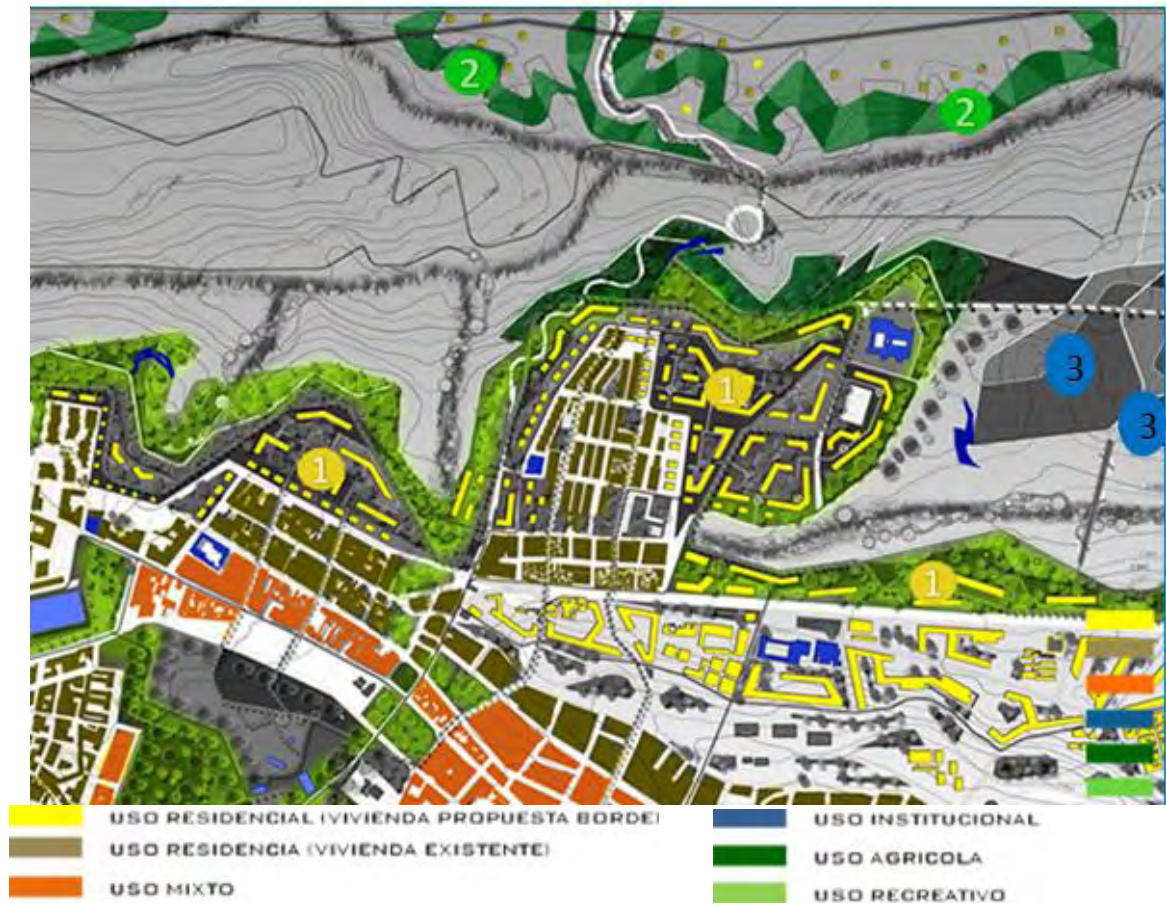 2
2
3
1
3
1
1
USO RESIDENCIAL (VIVIENDA PROPUESTA BORDE)
USO RESIDENCIA (VIVIENDA EXISTENTE)
USO MIXTO
USO INSTITUCIONAL
USO AGRICOLA
USO RECREATIVO